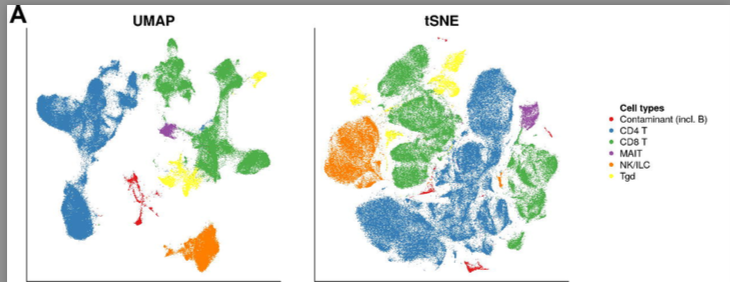 A
UMAP
tSNE
Cell types
Contaminant (incl. B)
CD4 T
CD8 T
MAIT
NK/ILC
Tgd